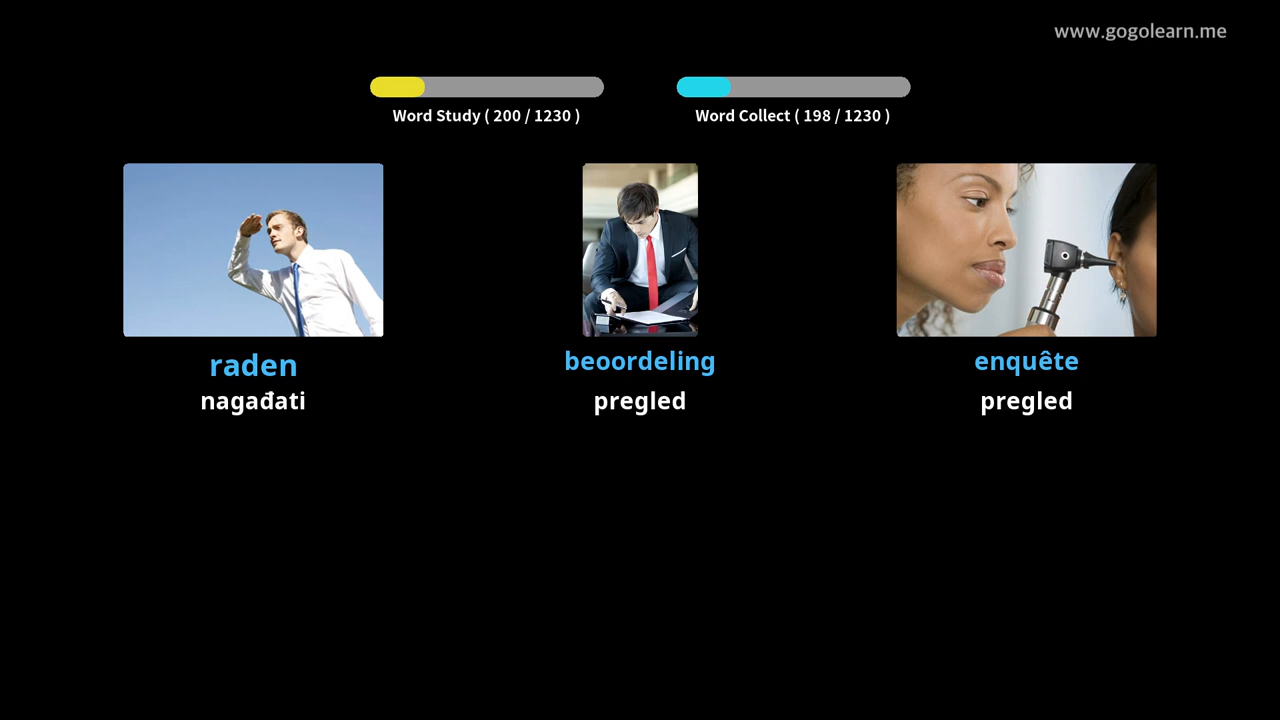 www.gogolearn.me
Word Study ( 200 / 1230 )
Word Collect ( 198 / 1230 )
raden
nagađati
beoordeling
pregled
enquête
pregled